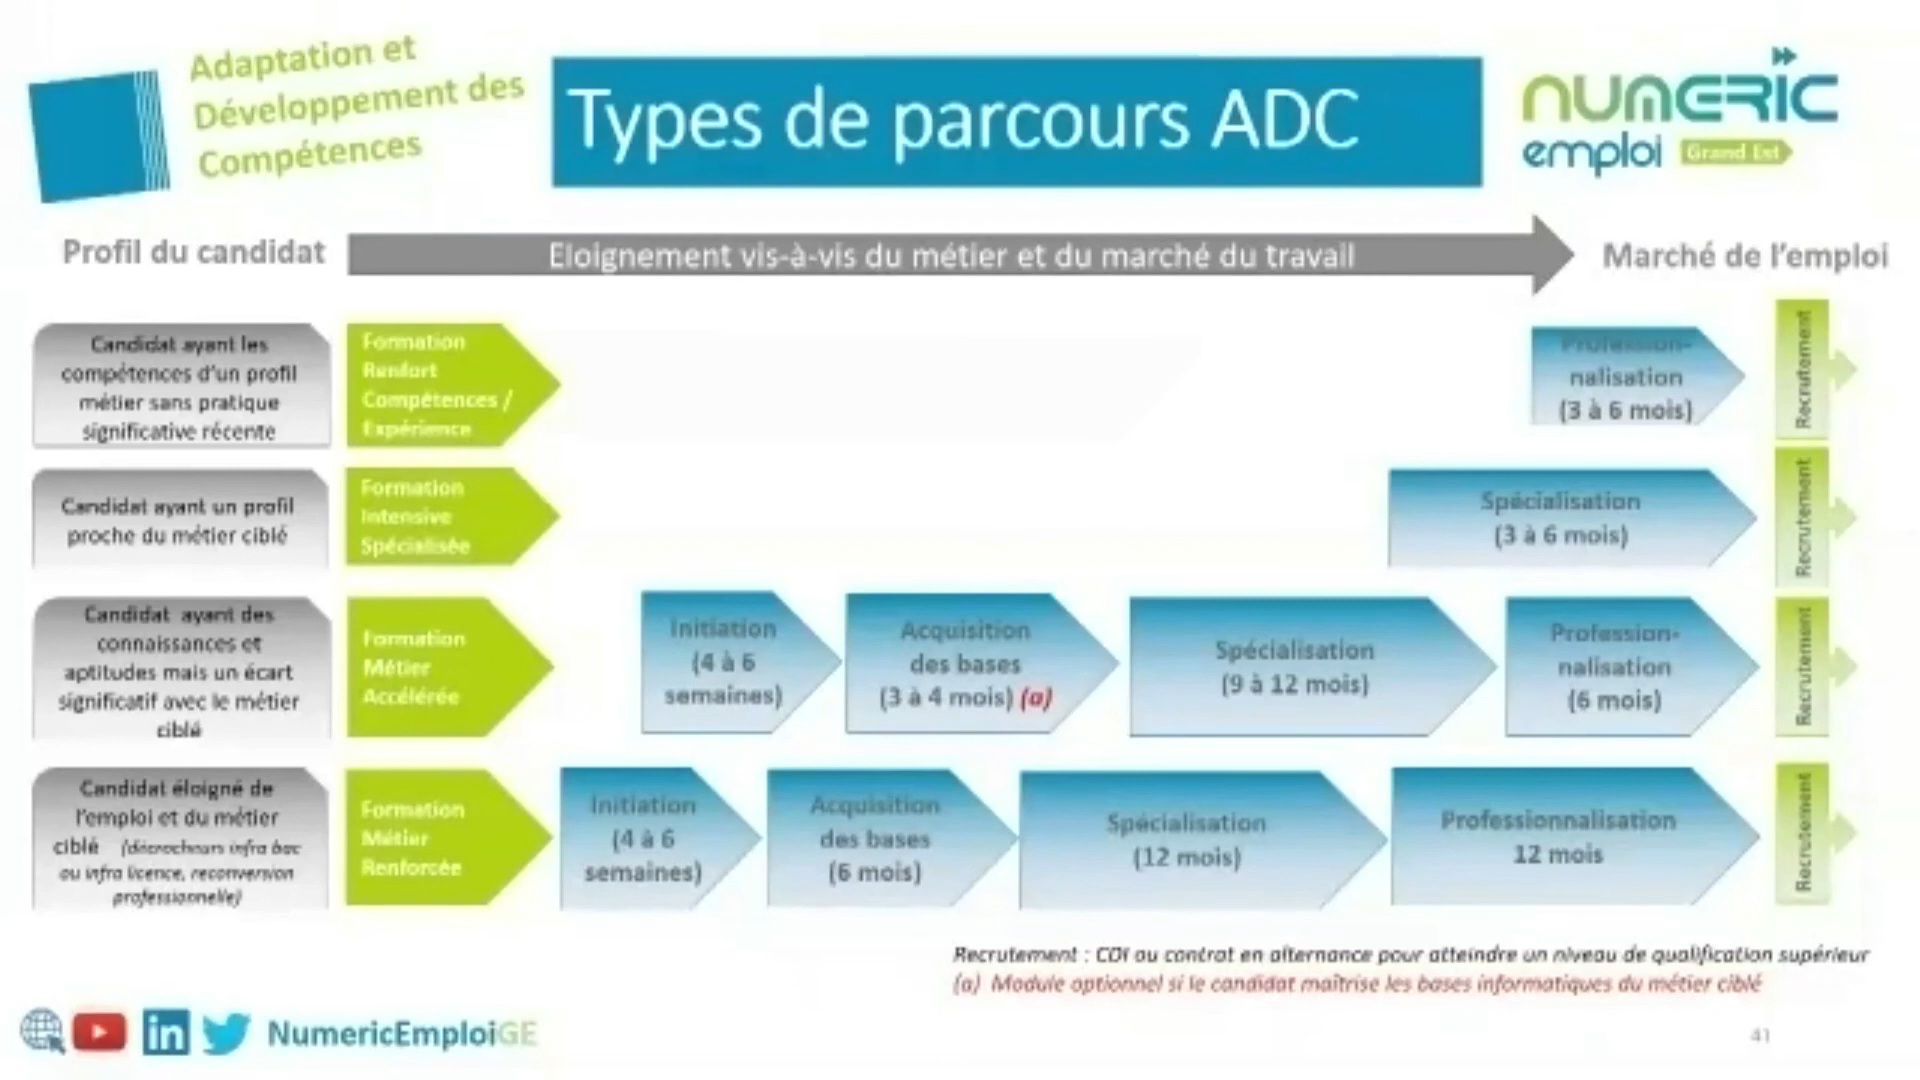 Adaptation et
Développement des
Compétences
Types de parcours ADC
NUMERIC
emploi Grand Est
Profil du candidat
Eloignement vis-à-vis du métier et du marché du travail
Marché de l'emploi
Candidat ayant les
compétences d'un profil
métier sans pratique
significative récente
Formation
Renfort
Compétences /
Expérience
Profession-
nalisation
(3 à 6 mois)
Recrutement
Candidat ayant un profil
proche du métier ciblé
Formation
Intensive
Spécialisée
Spécialisation
(3 à 6 mois)
Recrutement
Candidat ayant des
connaissances et
aptitudes mais un écart
significatif avec le métier
ciblé
Formation
Métier
Accélérée
Initiation
(4 à 6
semaines)
Acquisition
des bases
(3 à 4 mois) (a)
Spécialisation
(9 à 12 mois)
Profession-
nalisation
(6 mois)
Recrutement
Candidat éloigné de
l'emploi et du métier
ciblé (décrocheurs infra bac
ou infra licence, reconversion
professionnelle)
Formation
Métier
Renforcée
Initiation
(4 à 6
semaines)
Acquisition
des bases
(6 mois)
Spécialisation
(12 mois)
Professionnalisation
12 mois
Recrutement
Recrutement : CDI ou contrat en alternance pour atteindre un niveau de qualification supérieur
(a) Module optionnel si le candidat maîtrise les bases informatiques du métier ciblé
in
NumericEmploiGE
41